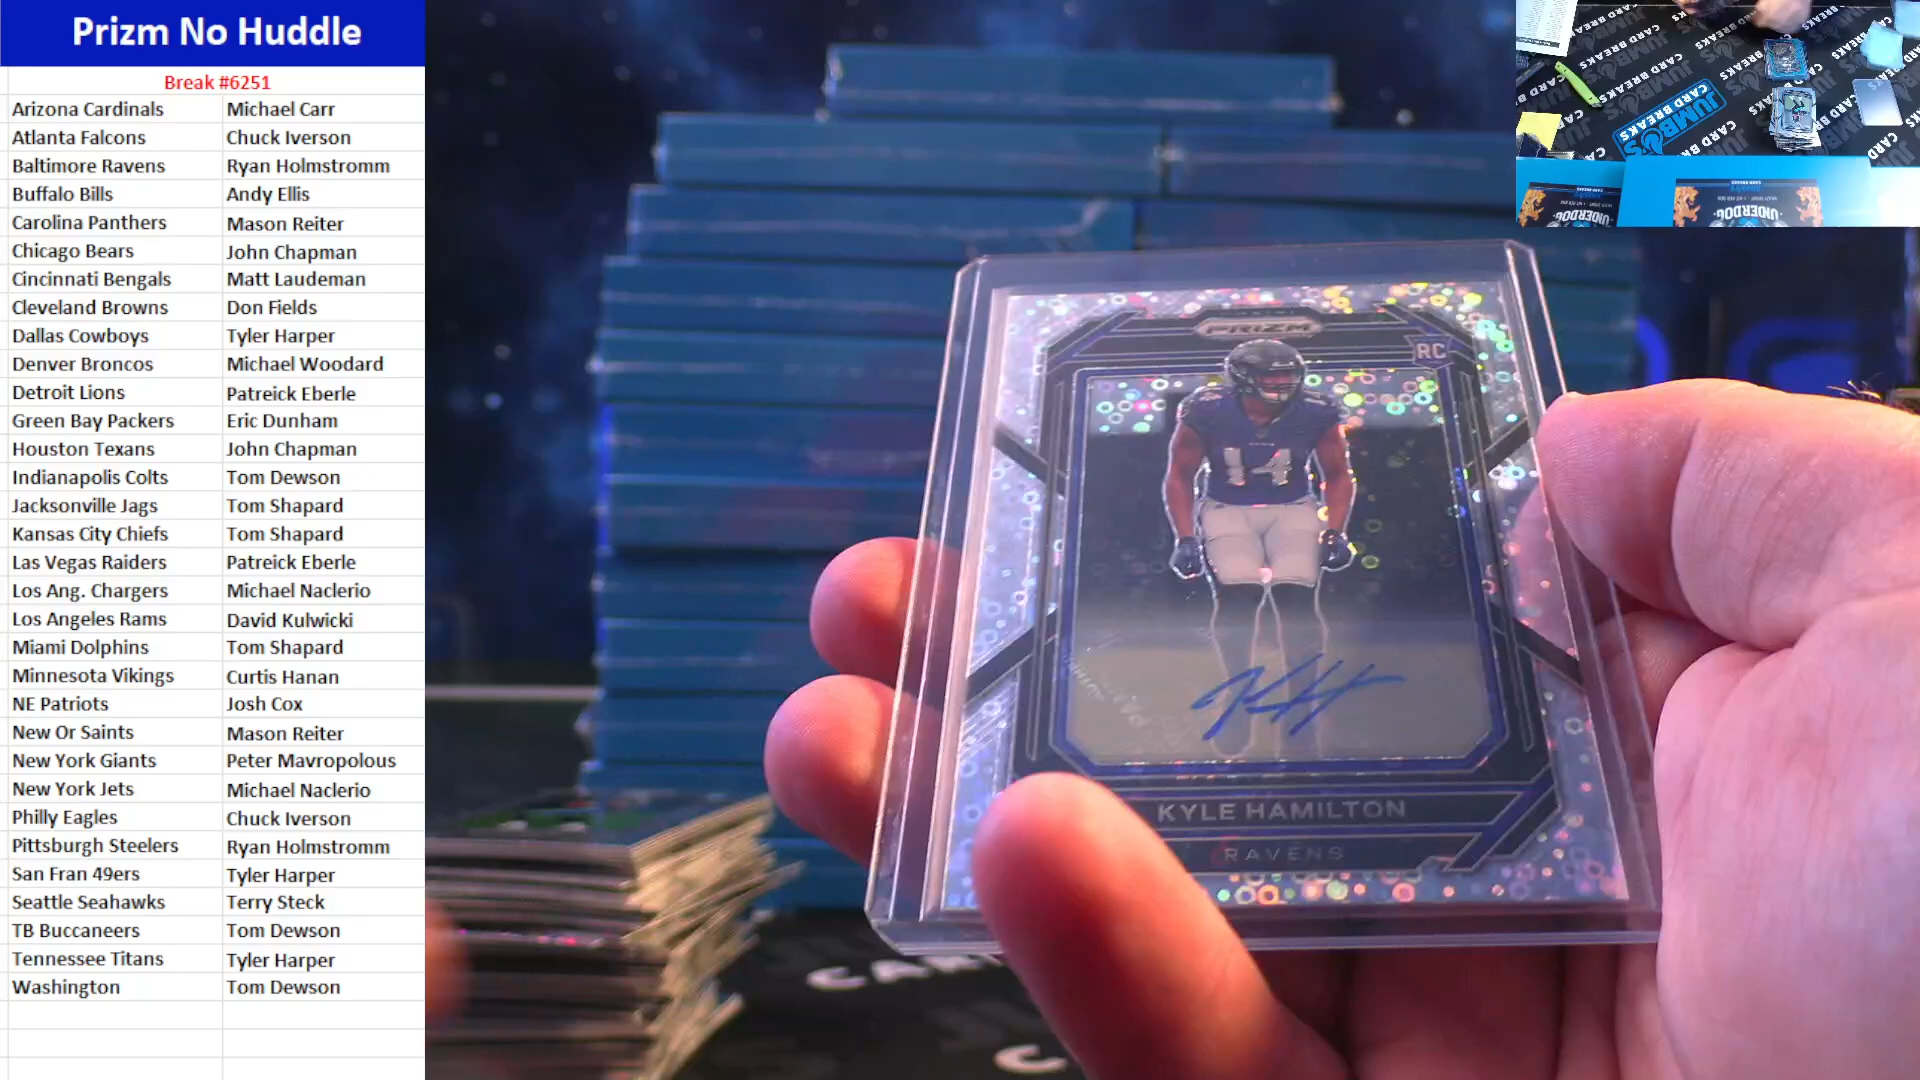 Prizm No Huddle
Break #6251
Arizona Cardinals Michael Carr
Atlanta Falcons Chuck Iverson
Baltimore Ravens Ryan Holmstromm
Buffalo Bills Andy Ellis
Carolina Panthers Mason Reiter
Chicago Bears John Chapman
Cincinnati Bengals Matt Laudeman
Cleveland Browns Don Fields
Dallas Cowboys Tyler Harper
Denver Broncos Michael Woodard
Detroit Lions Patreick Eberle
Green Bay Packers Eric Dunham
Houston Texans John Chapman
Indianapolis Colts Tom Dewson
Jacksonville Jags Tom Shapard
Kansas City Chiefs Tom Shapard
Las Vegas Raiders Patreick Eberle
Los Ang. Chargers Michael Naclerio
Los Angeles Rams David Kulwicki
Miami Dolphins Tom Shapard
Minnesota Vikings Curtis Hanan
NE Patriots Josh Cox
New Or Saints Mason Reiter
New York Giants Peter Mavropolous
New York Jets Michael Naclerio
Philly Eagles Chuck Iverson
Pittsburgh Steelers Ryan Holmstromm
San Fran 49ers Tyler Harper
Seattle Seahawks Terry Steck
TB Buccaneers Tom Dewson
Tennessee Titans Tyler Harper
Washington Tom Dewson
PRIZM
RC
14
KYLE HAMILTON
RAVENS
JUMBO'S
CARD BREAKS
CARD BREAKS
UNDERDOG
UNDERDOG